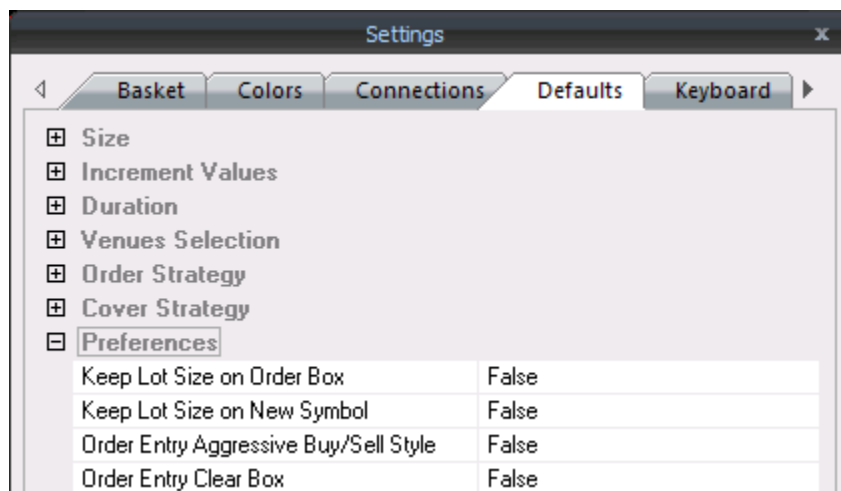 Settings x
Basket Colors Connections Defaults Keyboard
Size
Increment Values
Duration
Venues Selection
Order Strategy
Cover Strategy
Preferences
Keep Lot Size on Order Box False
Keep Lot Size on New Symbol False
Order Entry Aggressive Buy/Sell Style False
Order Entry Clear Box False